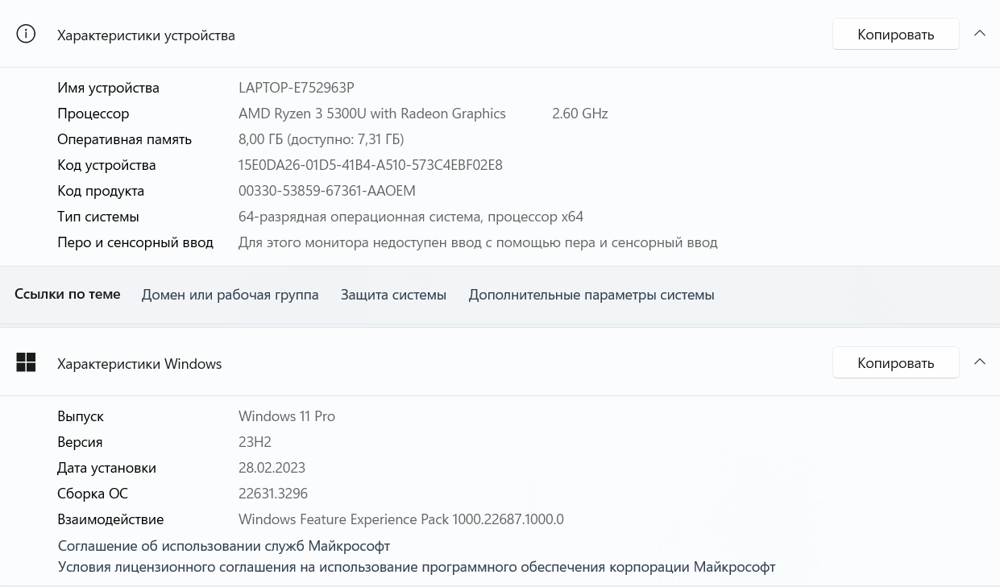 Характеристики устройства Копировать
Имя устройства LAPTOP-E752963P
Процессор AMD Ryzen 3 5300U with Radeon Graphics 2.60 GHz
Оперативная память 8,00 ГБ (доступно: 7,31 ГБ)
Код устройства 15E0DA26-01D5-41B4-A510-573C4EBF02E8
Код продукта 00330-53859-67361-AAOEM
Тип системы 64-разрядная операционная система, процессор x64
Перо и сенсорный ввод Для этого монитора недоступен ввод с помощью пера и сенсорный ввод
Ссылки по теме Домен или рабочая группа Защита системы Дополнительные параметры системы
Характеристики Windows Копировать
Выпуск Windows 11 Pro
Версия 23H2
Дата установки 28.02.2023
Сборка ОС 22631.3296
Взаимодействие Windows Feature Experience Pack 1000.22687.1000.0
Соглашение об использовании служб Майкрософт
Условия лицензионного соглашения на использование программного обеспечения корпорации Майкрософт